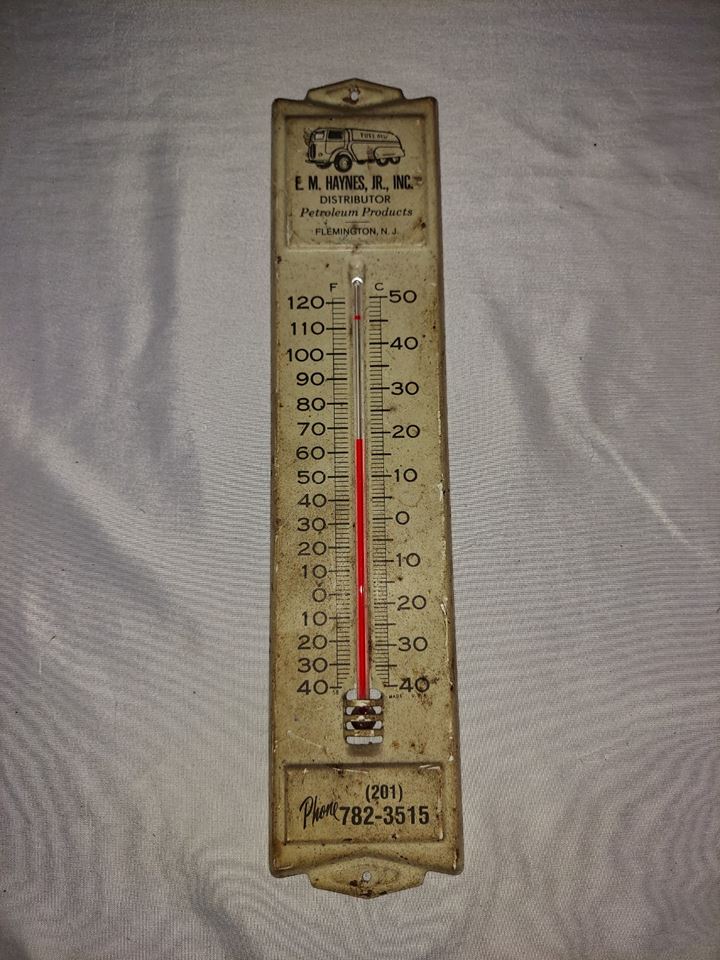 FUEL OIL
E. M. HAYNES, JR., INC.
DISTRIBUTOR
Petroleum Products
FLEMINGTON, N. J.
F C
120 50
110
100 40
90 30
80
70 20
60
50 10
40
30 0
20
10 10
0
10 20
20
30 30
40 40
MADE
(201)
Phone 782-3515